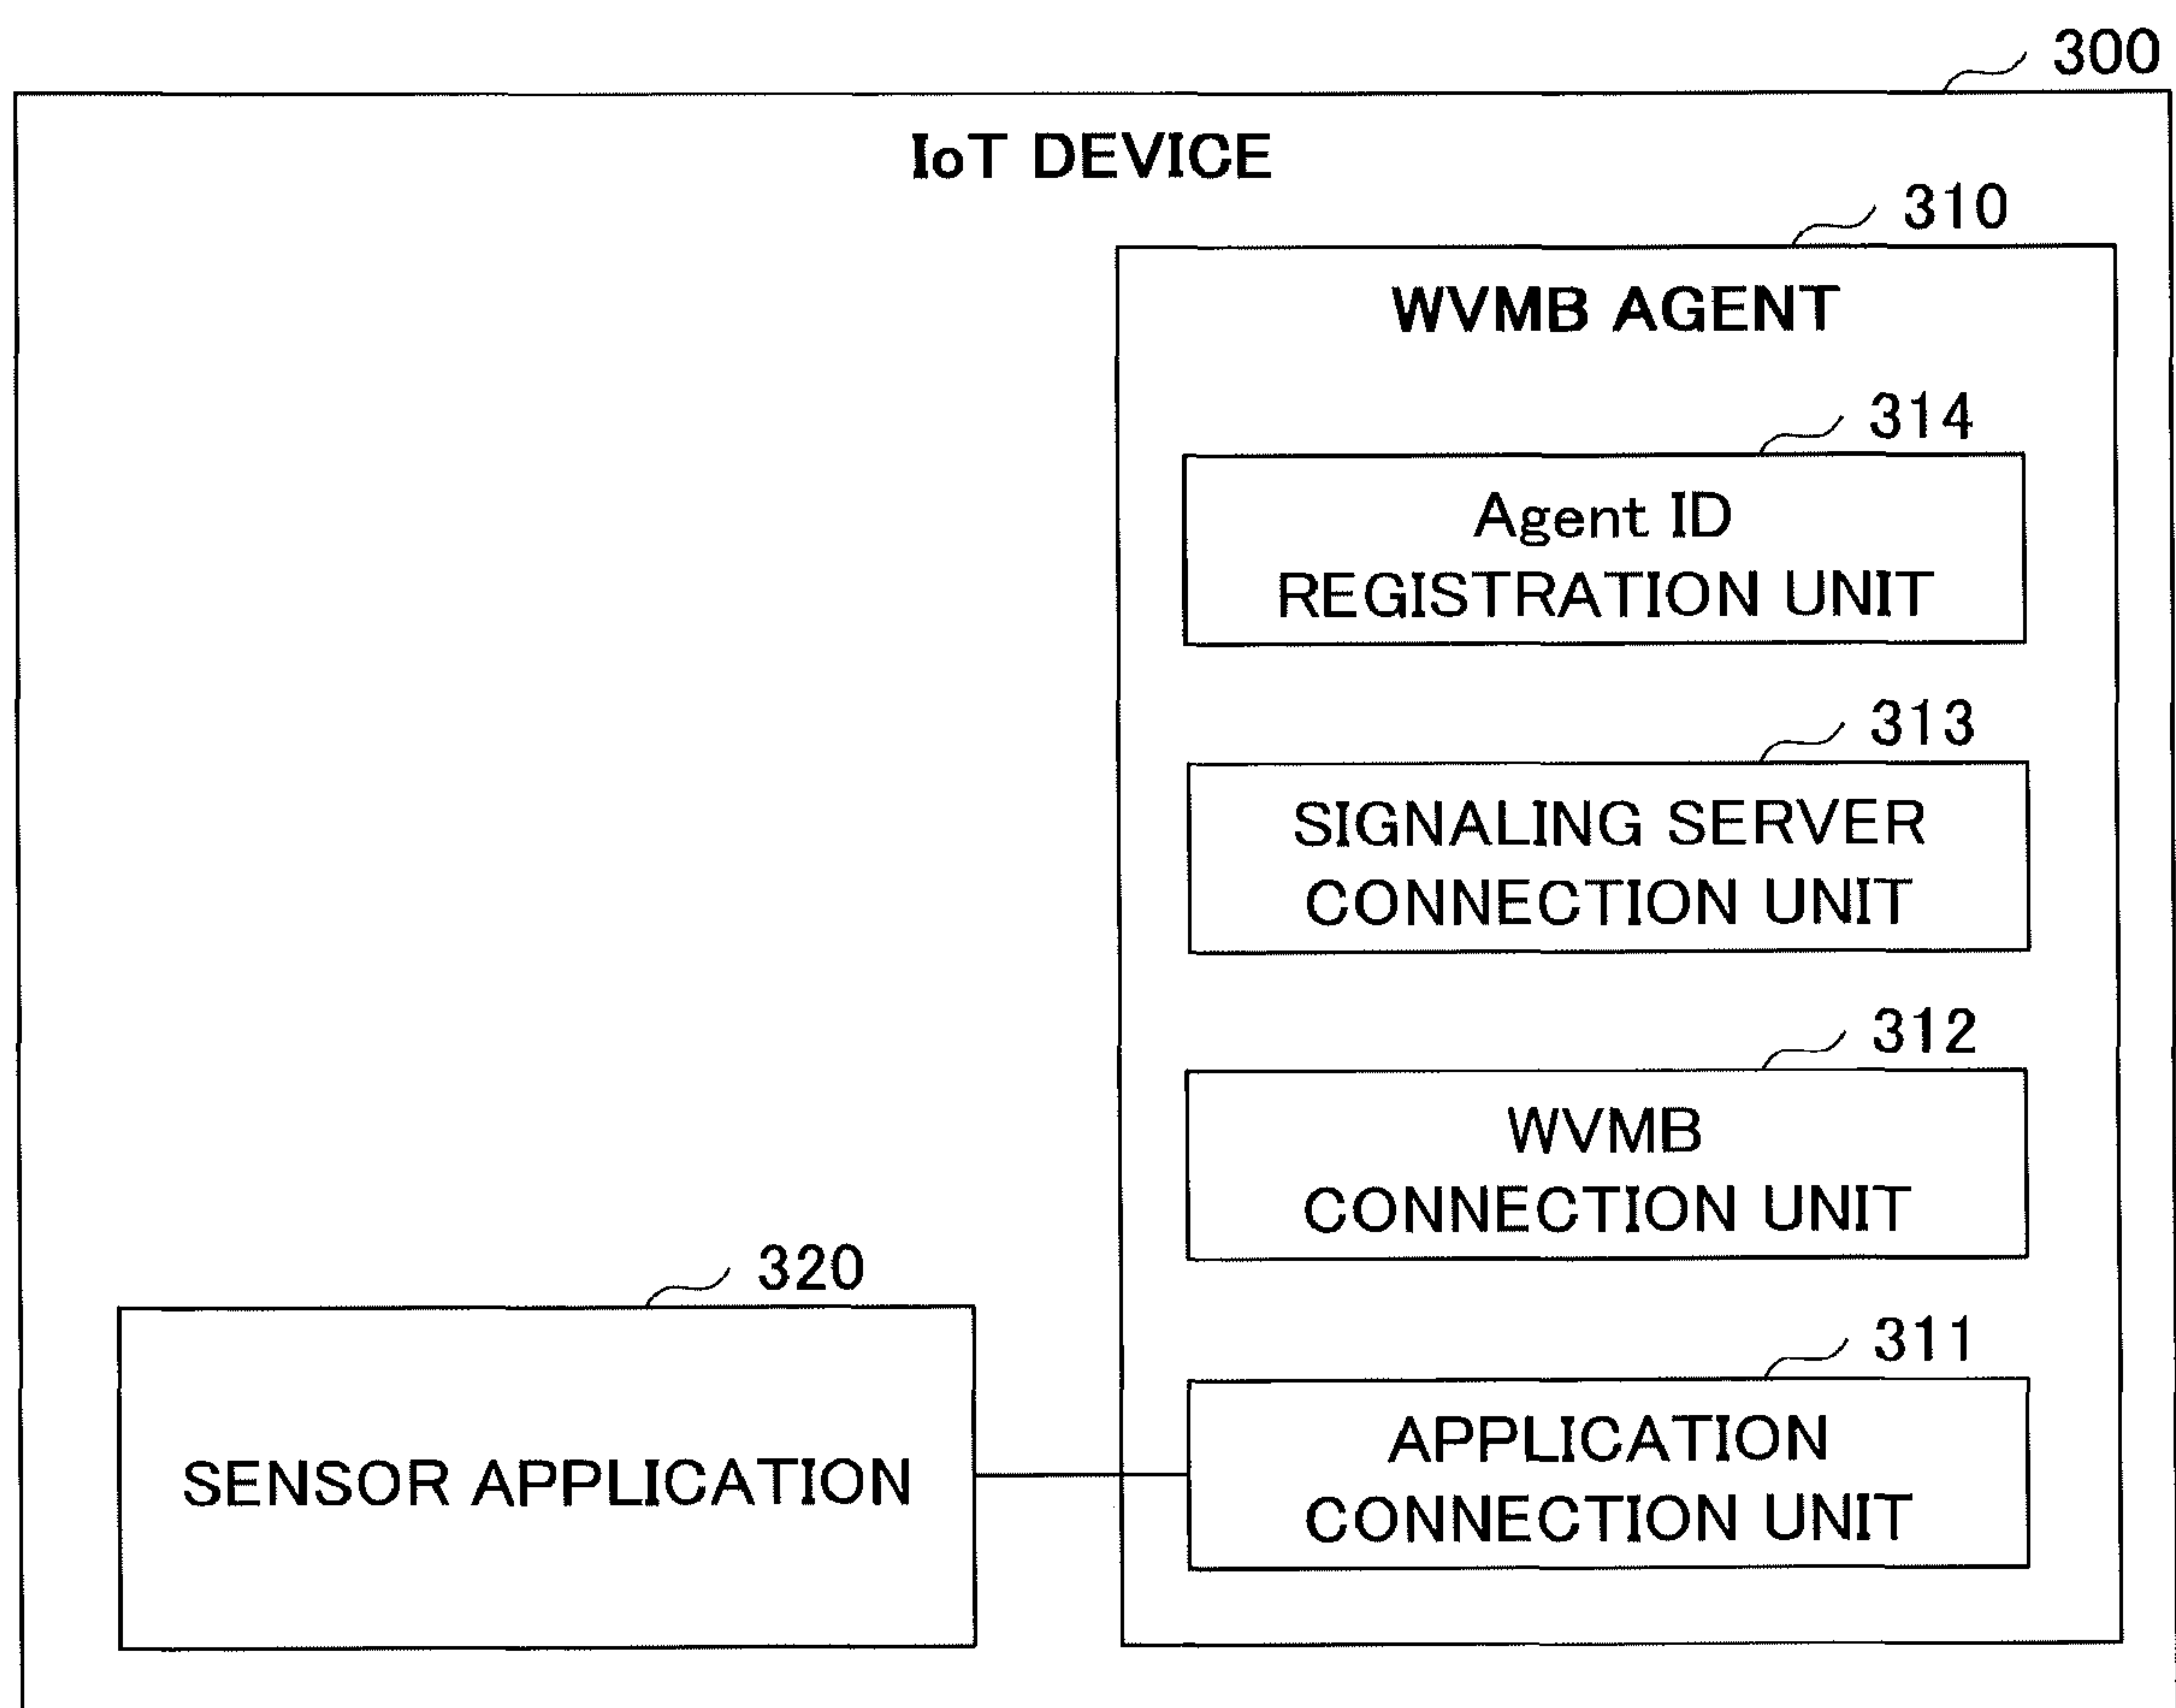 300
IoT DEVICE
310
WVMB AGENT
314
Agent ID
REGISTRATION UNIT
313
SIGNALING SERVER
CONNECTION UNIT
312
WVMB
CONNECTION UNIT
320
SENSOR APPLICATION
311
APPLICATION
CONNECTION UNIT